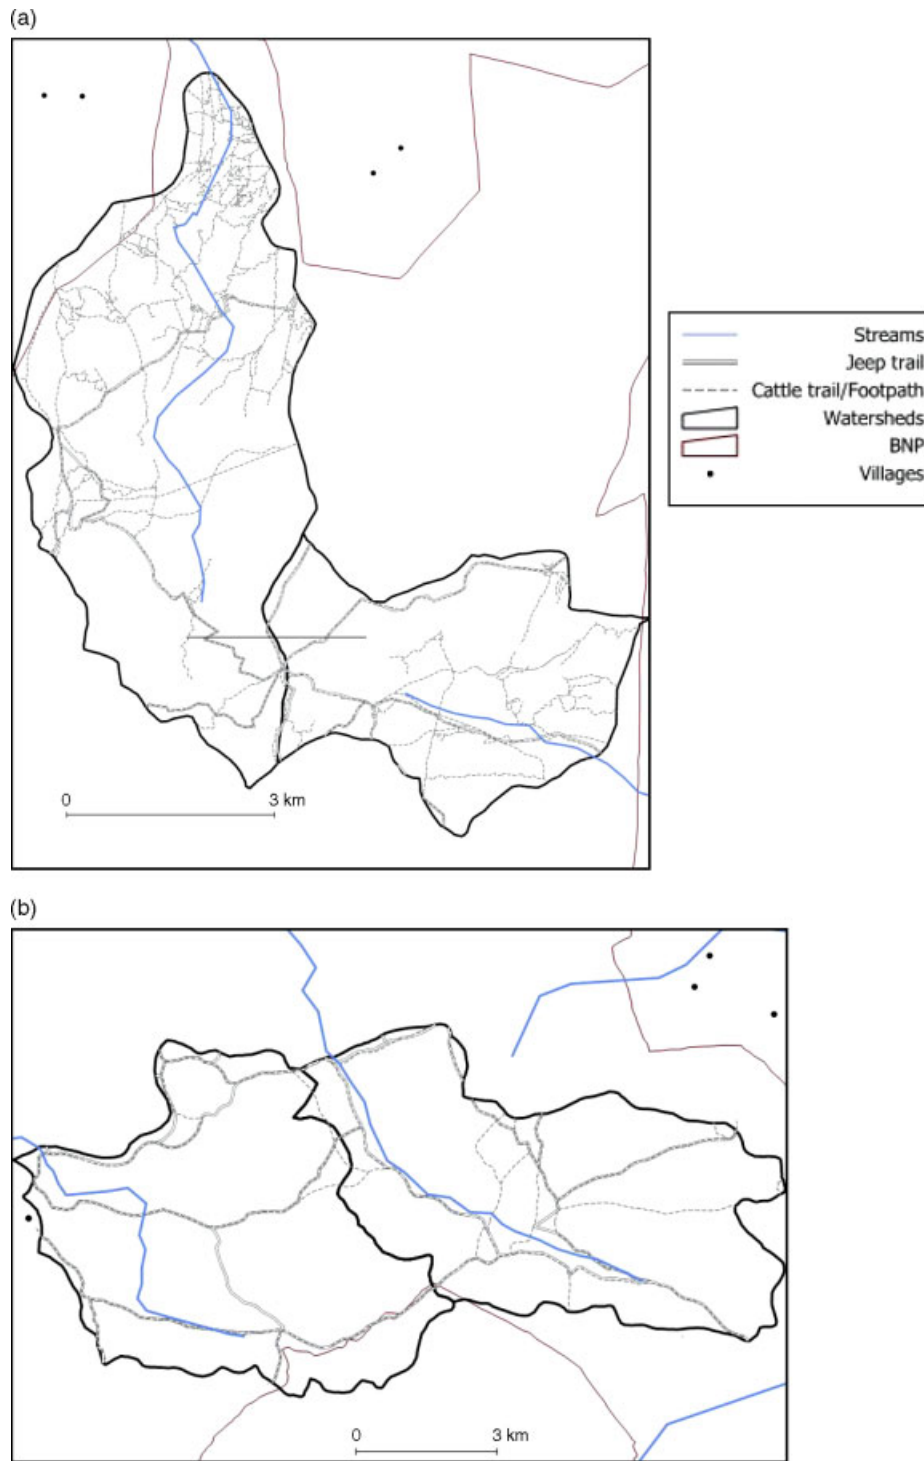 (a)
Streams
Jeep trail
Cattle trail/Footpath
Watersheds
BNP
Villages
0 3 km
(b)
0 3 km